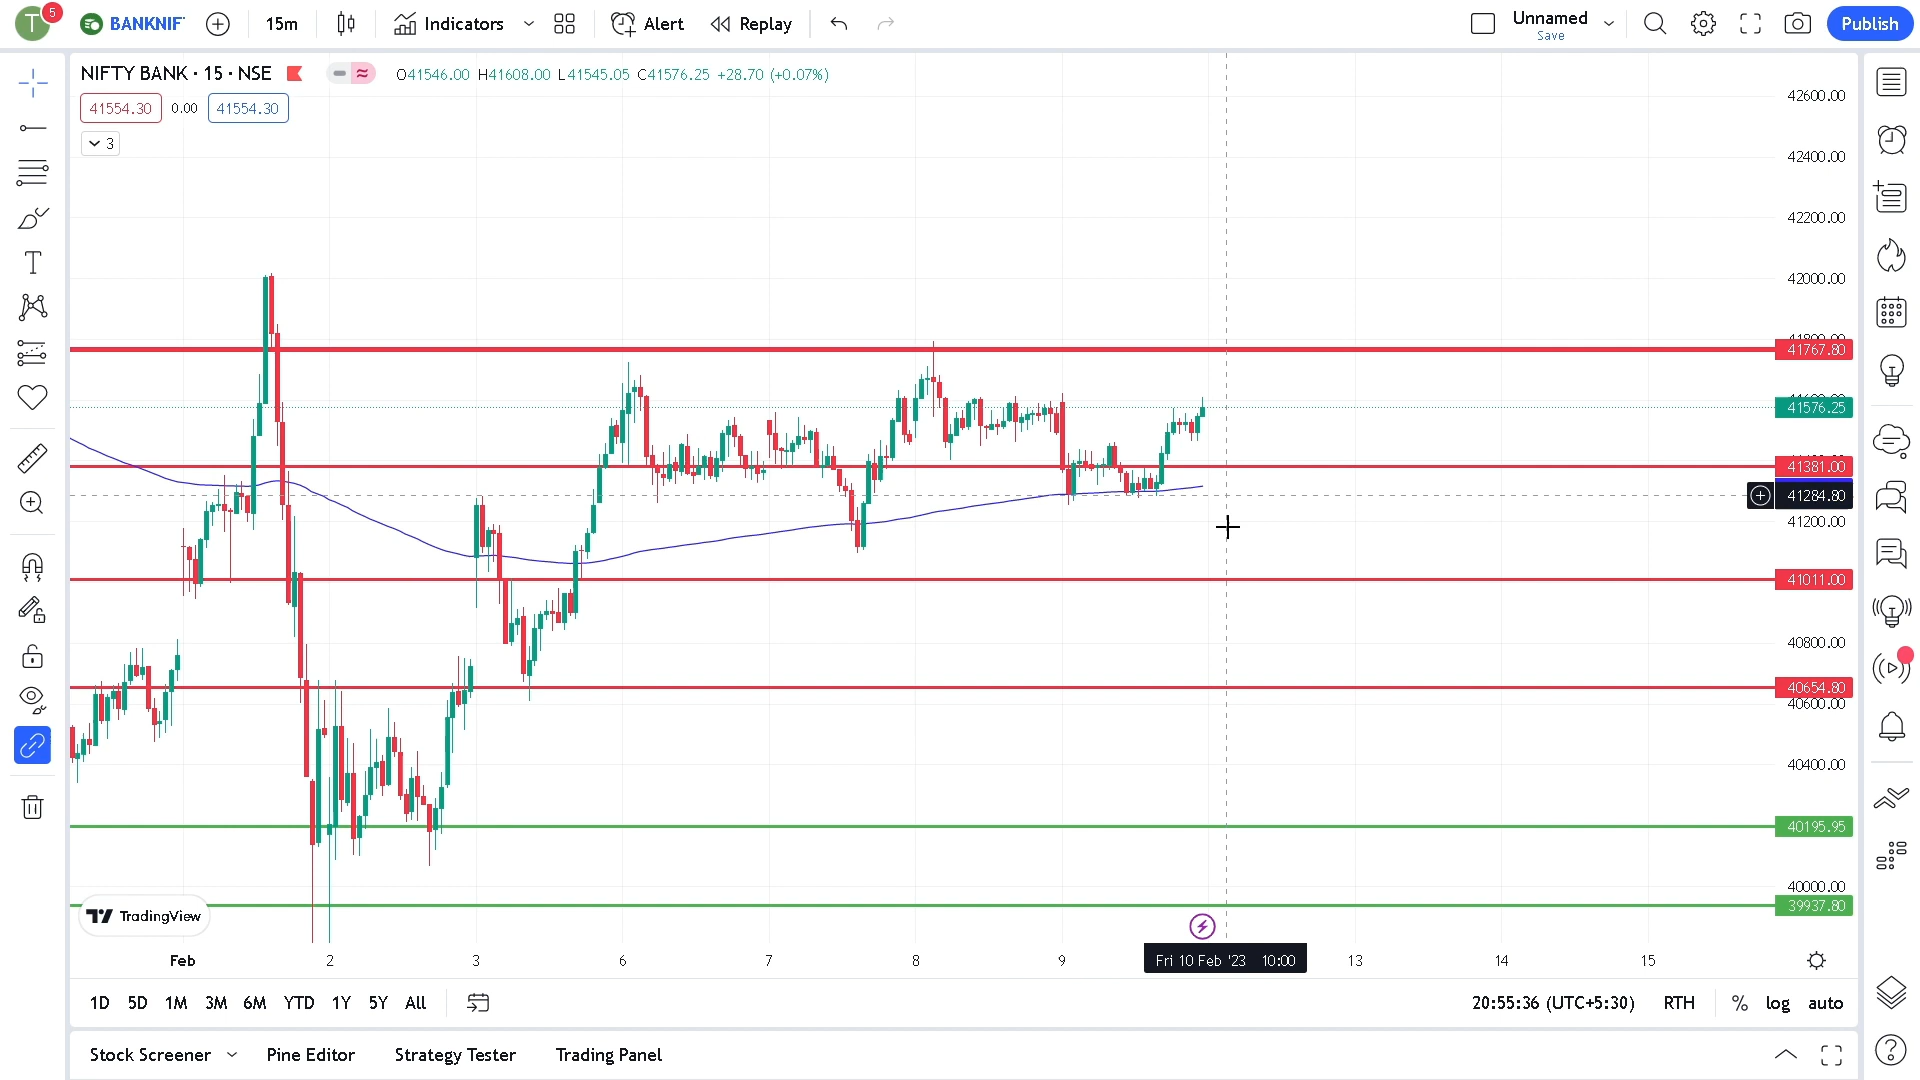 T 5 BANKNIF 15m Indicators Alert Replay Unnamed Publish
Save
NIFTY BANK · 15 · NSE O41546.00 H41608.00 L41545.05 C41576.25 +28.70 (+0.07%)
41554.30 0.00 41554.30
3
42600.00
42400.00
42200.00
42000.00
41800.00
41767.80
41576.25
41381.00
41284.80
41200.00
41011.00
40800.00
40654.80
40600.00
40400.00
40195.95
40000.00
39937.80
TradingView
Feb 2 3 6 7 8 9 Fri 10 Feb '23 10:00 13 14 15
1D 5D 1M 3M 6M YTD 1Y 5Y All 20:55:36 (UTC+5:30) RTH % log auto
Stock Screener Pine Editor Strategy Tester Trading Panel